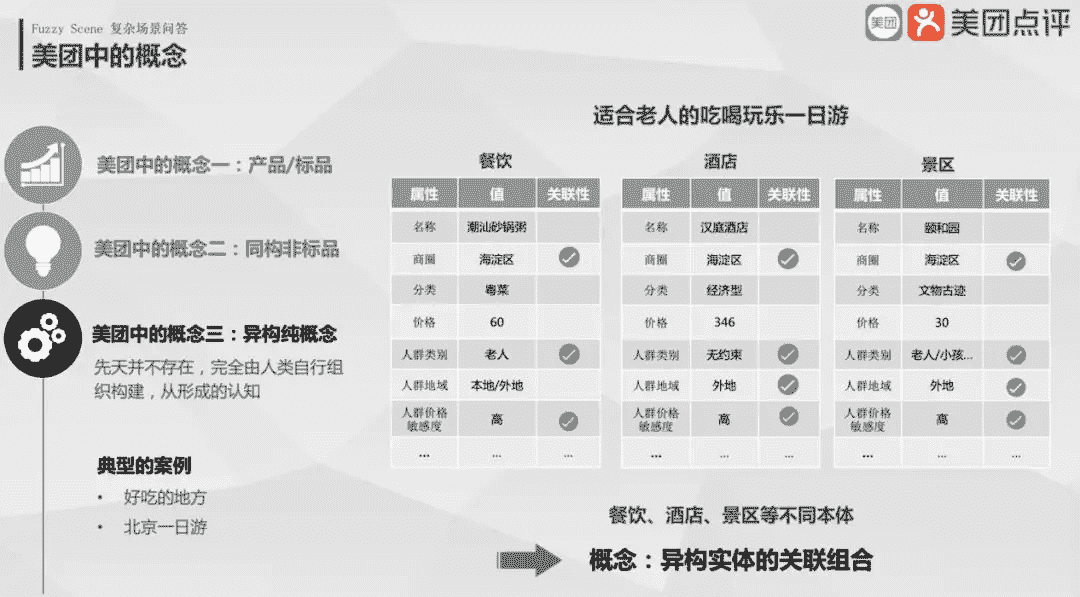 Fuzzy Scene 复杂场景问答
美团中的概念
美团 美团点评
美团中的概念一：产品/标品
美团中的概念二：同构非标品
美团中的概念三：异构纯概念
先天并不存在，完全由人类自行组
织构建，从形成的认知
典型的案例
• 好吃的地方
• 北京一日游
适合老人的吃喝玩乐一日游
餐饮
属性 值 关联性
名称 潮汕砂锅粥
商圈 海淀区
分类 粤菜
价格 60
人群类别 老人
人群地域 本地/外地
人群价格
敏感度 高
... ... ...
酒店
属性 值 关联性
名称 汉庭酒店
商圈 海淀区
分类 经济型
价格 346
人群类别 无约束
人群地域 外地
人群价格
敏感度 高
... ... ...
景区
属性 值 关联性
名称 颐和园
商圈 海淀区
分类 文物古迹
价格 30
人群类别 老人/小孩...
人群地域 外地
人群价格
敏感度 高
... ... ...
餐饮、酒店、景区等不同本体
概念：异构实体的关联组合